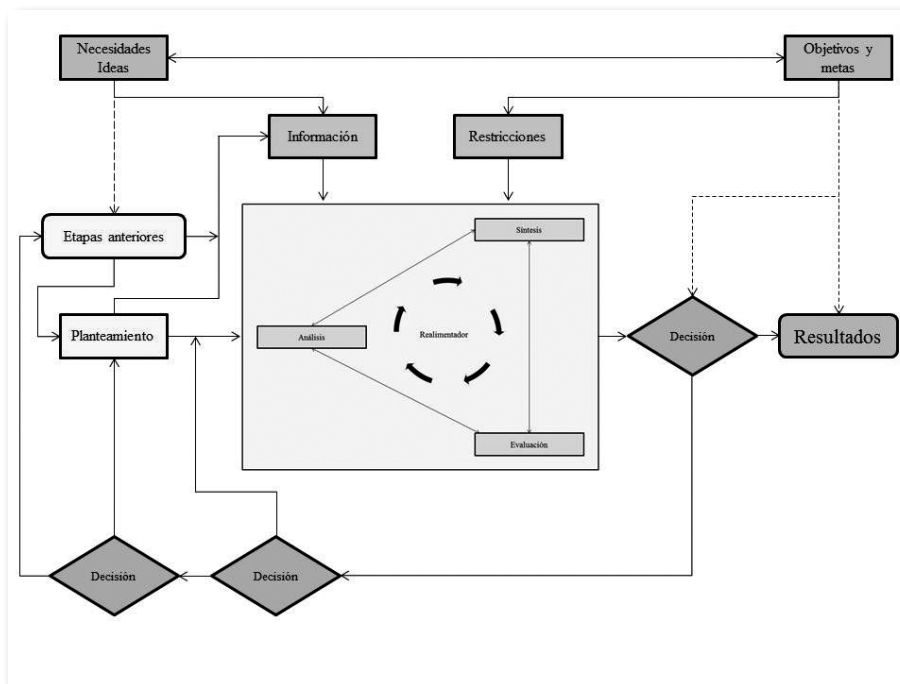 Necesidades
Ideas
Objetivos y
metas
Información
Restricciones
Etapas anteriores
Síntesis
Planteamiento
Análisis
Realimentador
Decisión
Resultados
Evaluación
Decisión
Decisión